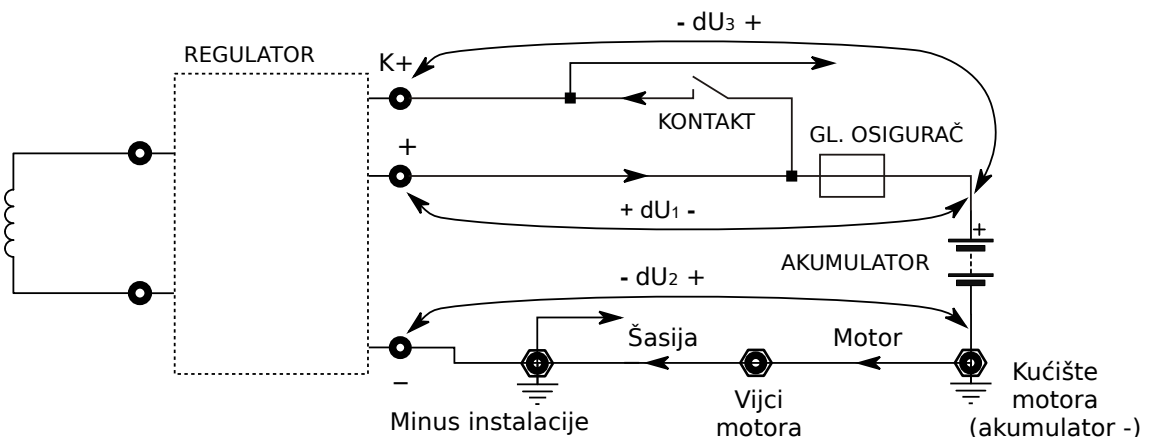 - dU3 +
REGULATOR
K+
KONTAKT
GL. OSIGURAČ
+
+ dU1 -
+
AKUMULATOR
- dU2 +
Šasija
Motor
–
Minus instalacije
Vijci
motora
Kućište
motora
(akumulator -)